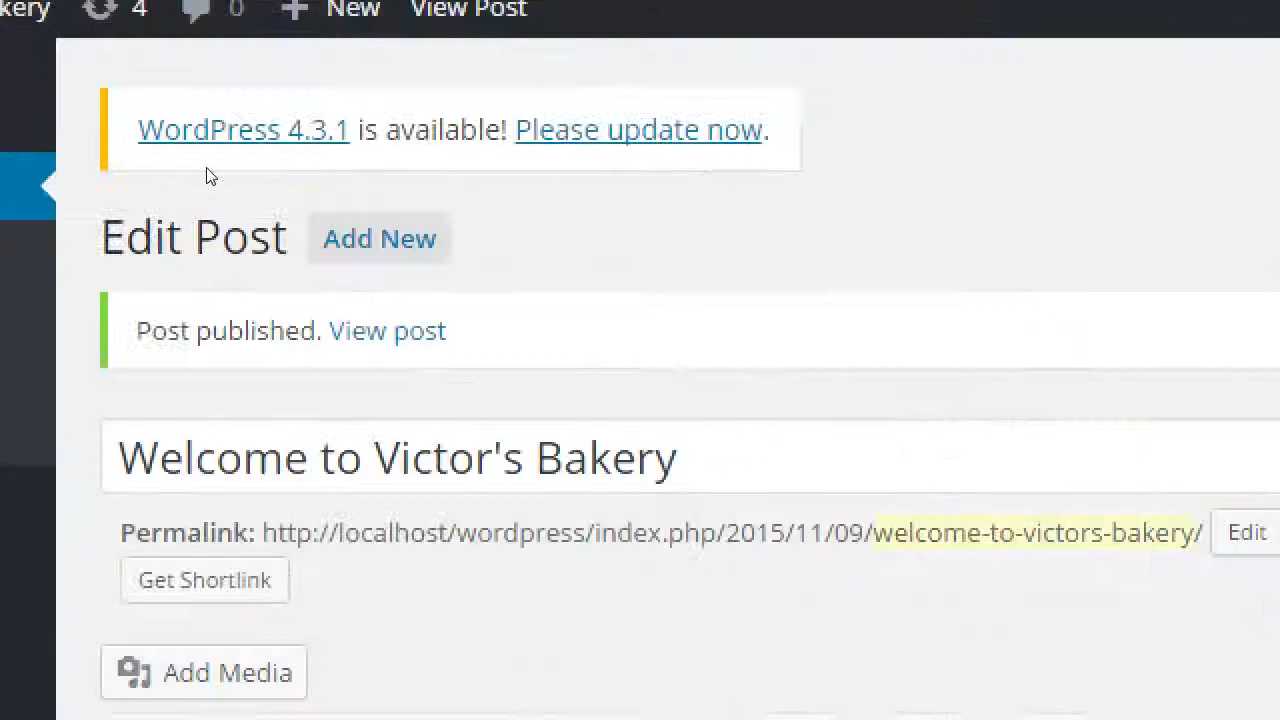 kery 4 0 New View Post
WordPress 4.3.1 is available! Please update now.
Edit Post Add New
Post published. View post
Welcome to Victor's Bakery
Permalink: http://localhost/wordpress/index.php/2015/11/09/welcome-to-victors-bakery/ Edit
Get Shortlink
Add Media